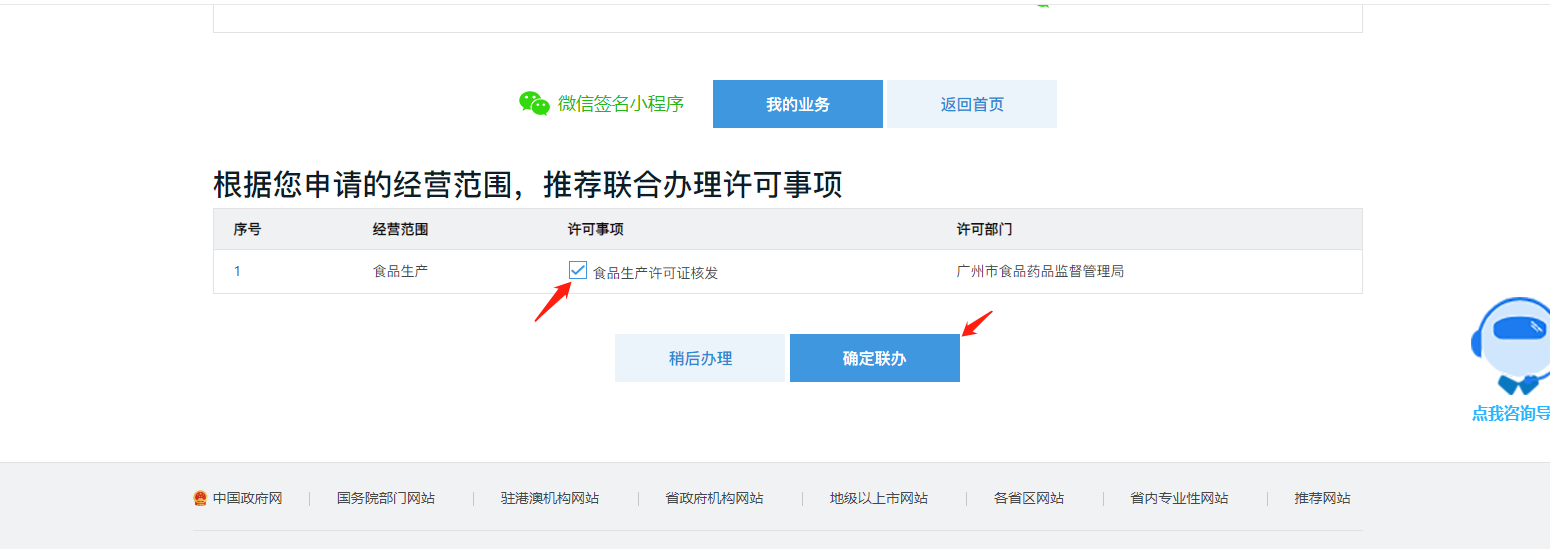 微信签名小程序 我的业务 返回首页
根据您申请的经营范围，推荐联合办理许可事项
序号 经营范围 许可事项 许可部门
1 食品生产 食品生产许可证核发 广州市食品药品监督管理局
稍后办理 确定联办
点我咨询导
中国政府网 国务院部门网站 驻港澳机构网站 省政府机构网站 地级以上市网站 各省区网站 省内专业性网站 推荐网站